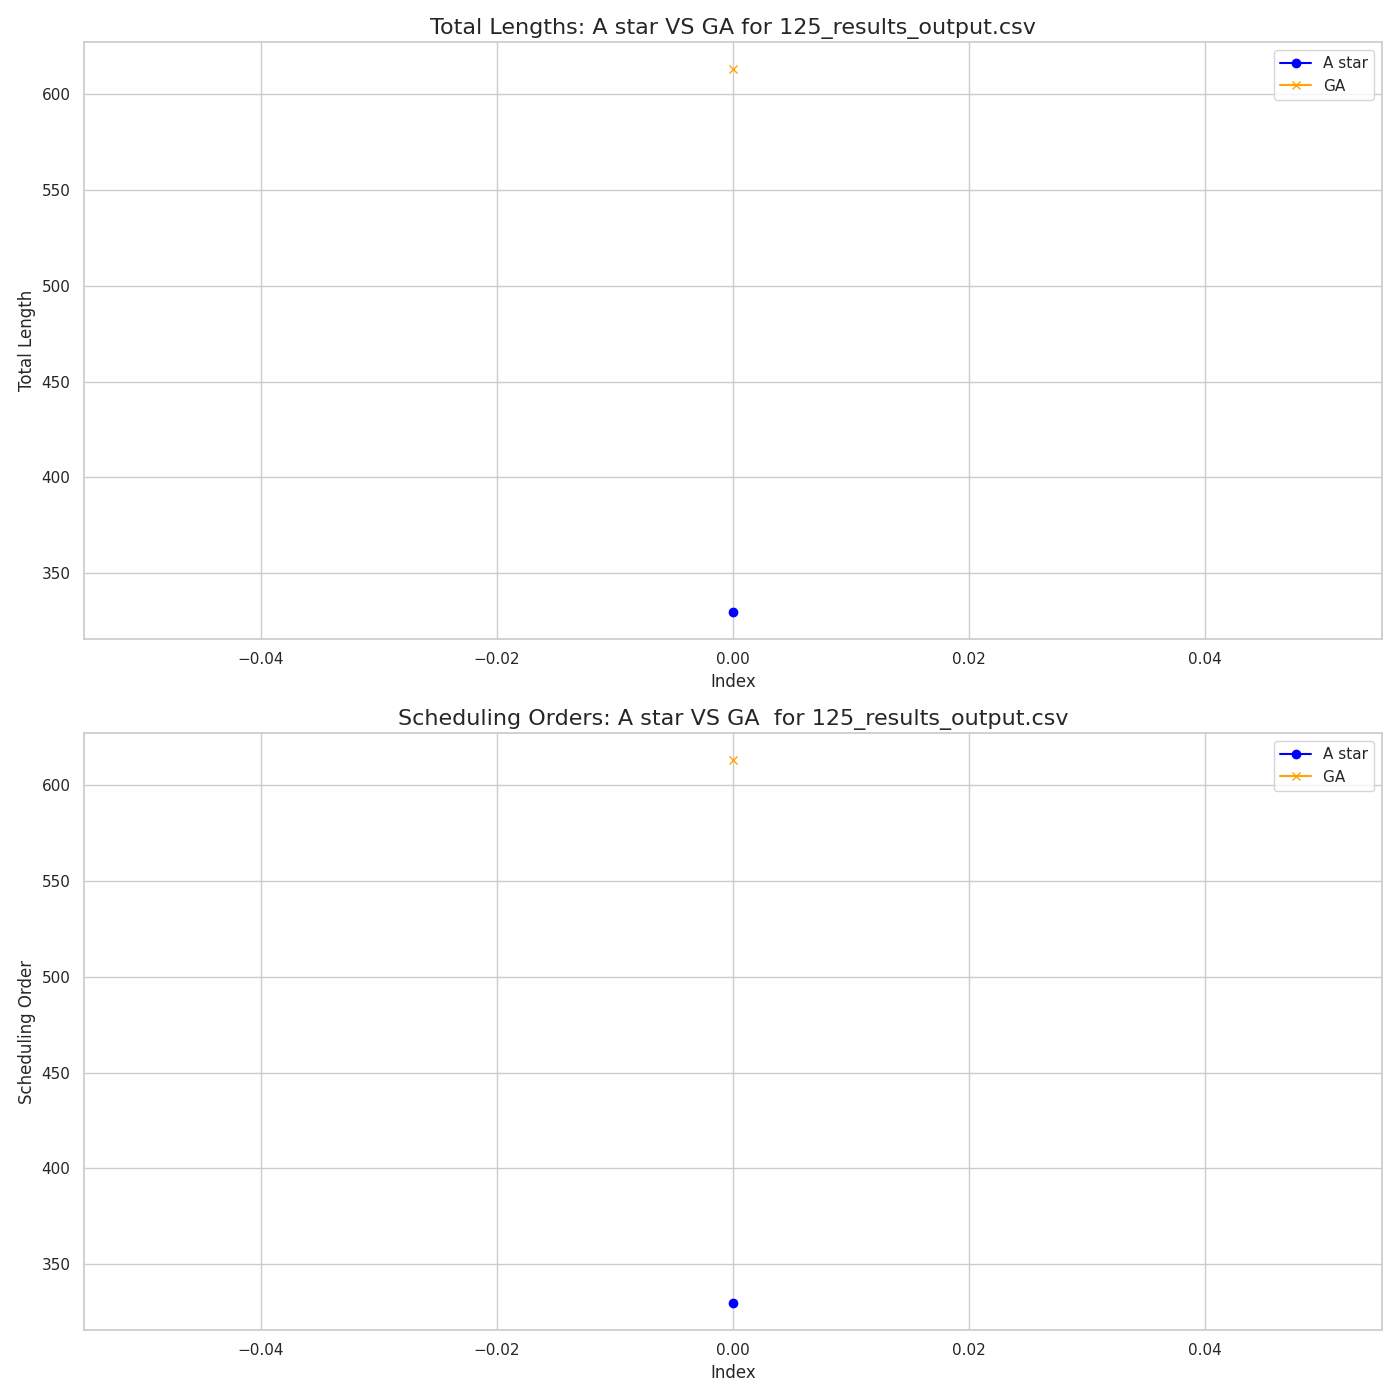 Total Lengths: A star VS GA for 125_results_output.csv
A star
GA
600
550
500
450
400
350
Total Length
−0.04
−0.02
0.00
0.02
0.04
Index
Scheduling Orders: A star VS GA  for 125_results_output.csv
A star
GA
600
550
500
450
400
350
Scheduling Order
−0.04
−0.02
0.00
0.02
0.04
Index